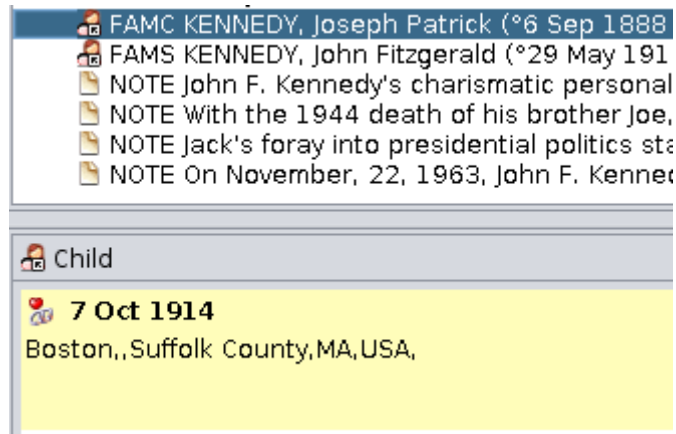 FAMC KENNEDY, Joseph Patrick (°6 Sep 1888
FAMS KENNEDY, John Fitzgerald (°29 May 191
NOTE John F. Kennedy's charismatic personal
NOTE With the 1944 death of his brother Joe,
NOTE Jack's foray into presidential politics sta
NOTE On November, 22, 1963, John F. Kenned
Child
7 Oct 1914
Boston,,Suffolk County,MA,USA,